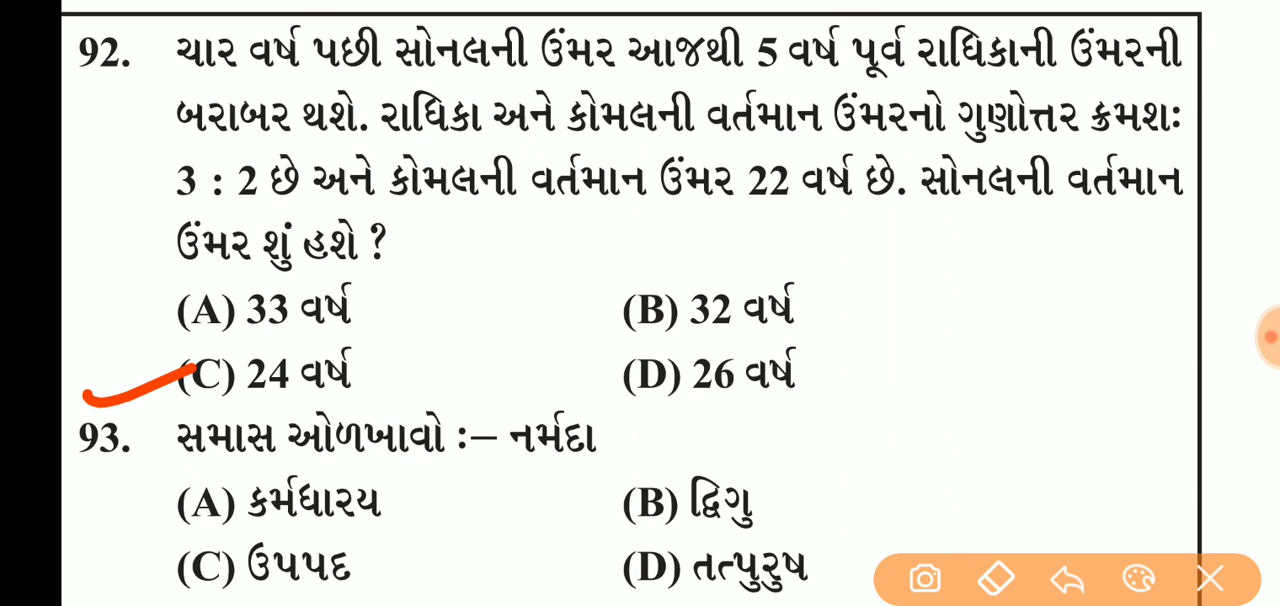 92. ચાર વર્ષ પછી સોનલની ઉંમર આજથી 5 વર્ષ પૂર્વ રાધિકાની ઉંમરની
બરાબર થશે. રાધિકા અને કોમલની વર્તમાન ઉંમરનો ગુણોત્તર ક્રમશઃ
3 : 2 છે અને કોમલની વર્તમાન ઉંમર 22 વર્ષ છે. સોનલની વર્તમાન
ઉંમર શું હશે ?
(A) 33 વર્ષ (B) 32 વર્ષ
(C) 24 વર્ષ (D) 26 વર્ષ
93. સમાસ ઓળખાવો :– નર્મદા
(A) કર્મધારય (B) દ્વિગુ
(C) ઉપપદ (D) તત્પુરુષ